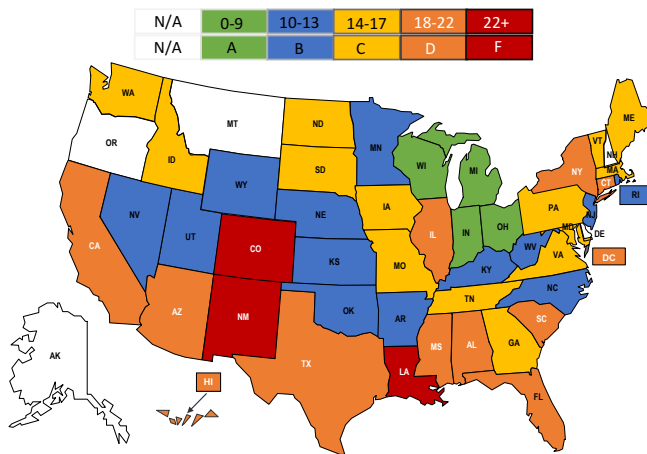 N/A 0-9 10-13 14-17 18-22 22+
N/A A B C D F
WA
ME
MT
ND
VT
NH
OR
MN
ID
SD
WI
MI
NY
MA
CT
RI
WY
IA
PA
NJ
NV
NE
IL
IN
OH
MD
DE
UT
CO
WV
VA
CA
KS
MO
KY
DC
NC
TN
AZ
NM
OK
AR
SC
MS
AL
GA
AK
TX
LA
HI
FL